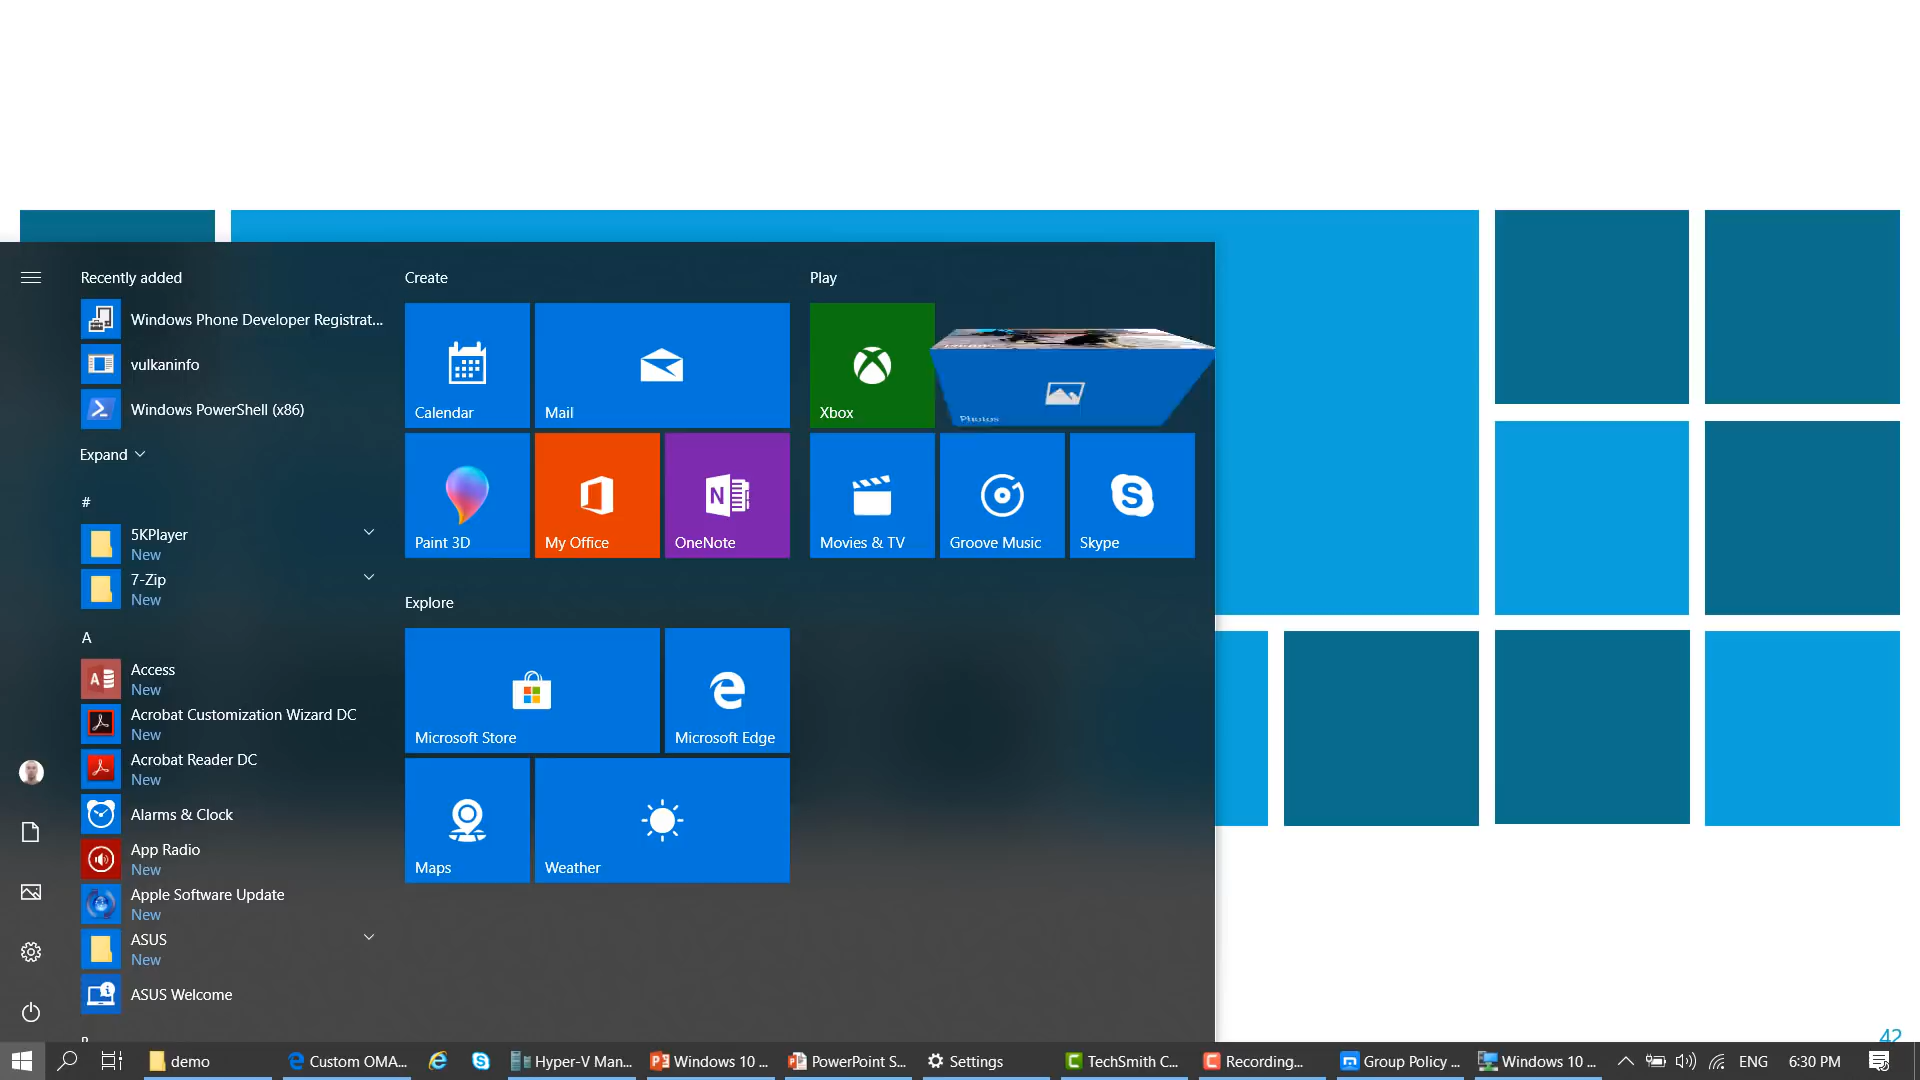 Recently added
Windows Phone Developer Registrat...
vulkaninfo
Windows PowerShell (x86)
Expand
#
5KPlayer
New
7-Zip
New
A
Access
New
Acrobat Customization Wizard DC
New
Acrobat Reader DC
New
Alarms & Clock
App Radio
New
Apple Software Update
New
ASUS
New
ASUS Welcome
Create
Calendar
Mail
Paint 3D
My Office
OneNote
Explore
Microsoft Store
Microsoft Edge
Maps
Weather
Play
Xbox
Photos
Movies & TV
Groove Music
Skype
42
demo
Custom OMA...
Hyper-V Man...
Windows 10 ...
PowerPoint S...
Settings
TechSmith C...
Recording...
Group Policy ...
Windows 10 ...
ENG
6:30 PM